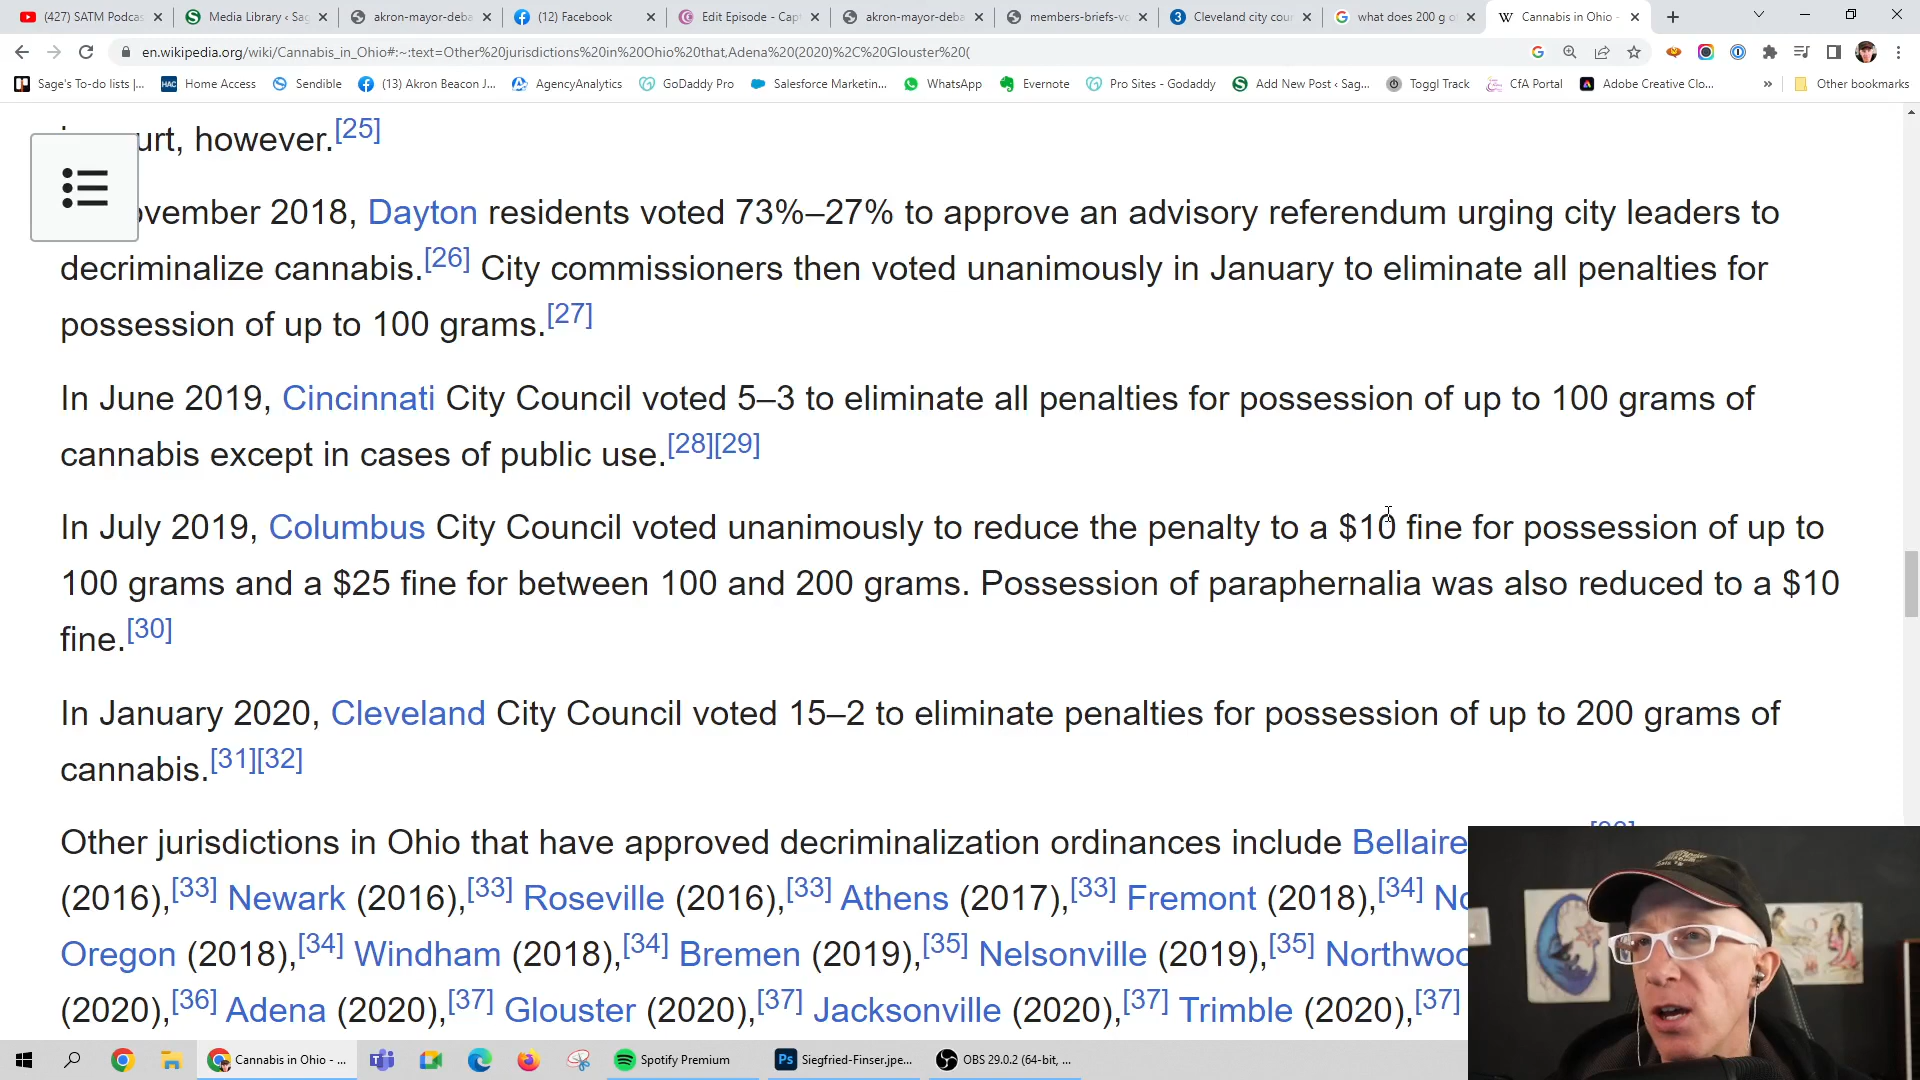 (427) SATM Podcas
Media Library ‹ Sag
akron-mayor-deba
(12) Facebook
Edit Episode - Capt
akron-mayor-deba
members-briefs-vo
Cleveland city cour
what does 200 g o
Cannabis in Ohio -
en.wikipedia.org/wiki/Cannabis_in_Ohio#:~:text=Other%20jurisdictions%20in%20Ohio%20that,Adena%20(2020)%2C%20Glouster%20(
Sage's To-do lists |...
Home Access
Sendible
(13) Akron Beacon J...
AgencyAnalytics
GoDaddy Pro
Salesforce Marketin...
WhatsApp
Evernote
Pro Sites - Godaddy
Add New Post ‹ Sag...
Toggl Track
CfA Portal
Adobe Creative Clo...
»
Other bookmarks
urt, however.[25]
ovember 2018, Dayton residents voted 73%–27% to approve an advisory referendum urging city leaders to
decriminalize cannabis.[26] City commissioners then voted unanimously in January to eliminate all penalties for
possession of up to 100 grams.[27]
In June 2019, Cincinnati City Council voted 5–3 to eliminate all penalties for possession of up to 100 grams of
cannabis except in cases of public use.[28][29]
In July 2019, Columbus City Council voted unanimously to reduce the penalty to a $10 fine for possession of up to
100 grams and a $25 fine for between 100 and 200 grams. Possession of paraphernalia was also reduced to a $10
fine.[30]
In January 2020, Cleveland City Council voted 15–2 to eliminate penalties for possession of up to 200 grams of
cannabis.[31][32]
Other jurisdictions in Ohio that have approved decriminalization ordinances include Bellaire
(2016),[33] Newark (2016),[33] Roseville (2016),[33] Athens (2017),[33] Fremont (2018),[34] No
Oregon (2018),[34] Windham (2018),[34] Bremen (2019),[35] Nelsonville (2019),[35] Northwoo
(2020),[36] Adena (2020),[37] Glouster (2020),[37] Jacksonville (2020),[37] Trimble (2020),[37]
Cannabis in Ohio - ...
Spotify Premium
Ps
Siegfried-Finser.jpe...
OBS 29.0.2 (64-bit, ...